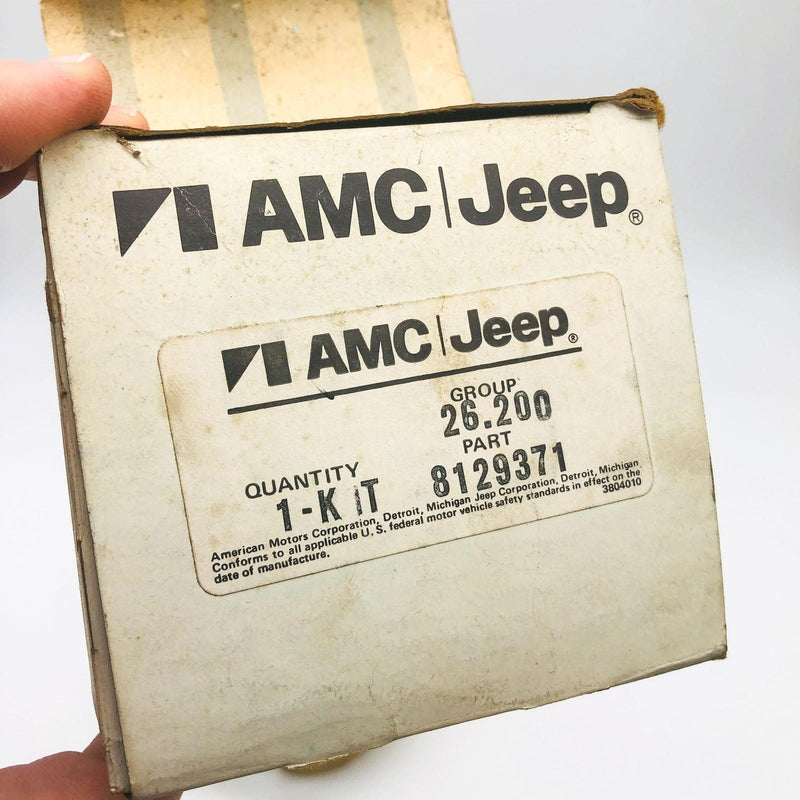 AMC|Jeep®
AMC|Jeep®
GROUP
26.200
PART
8129371
QUANTITY
1-KIT
American Motors Corporation, Detroit, Michigan Jeep Corporation, Detroit, Michigan
Conforms to all applicable U.S. federal motor vehicle safety standards in effect on the
date of manufacture.
3804010